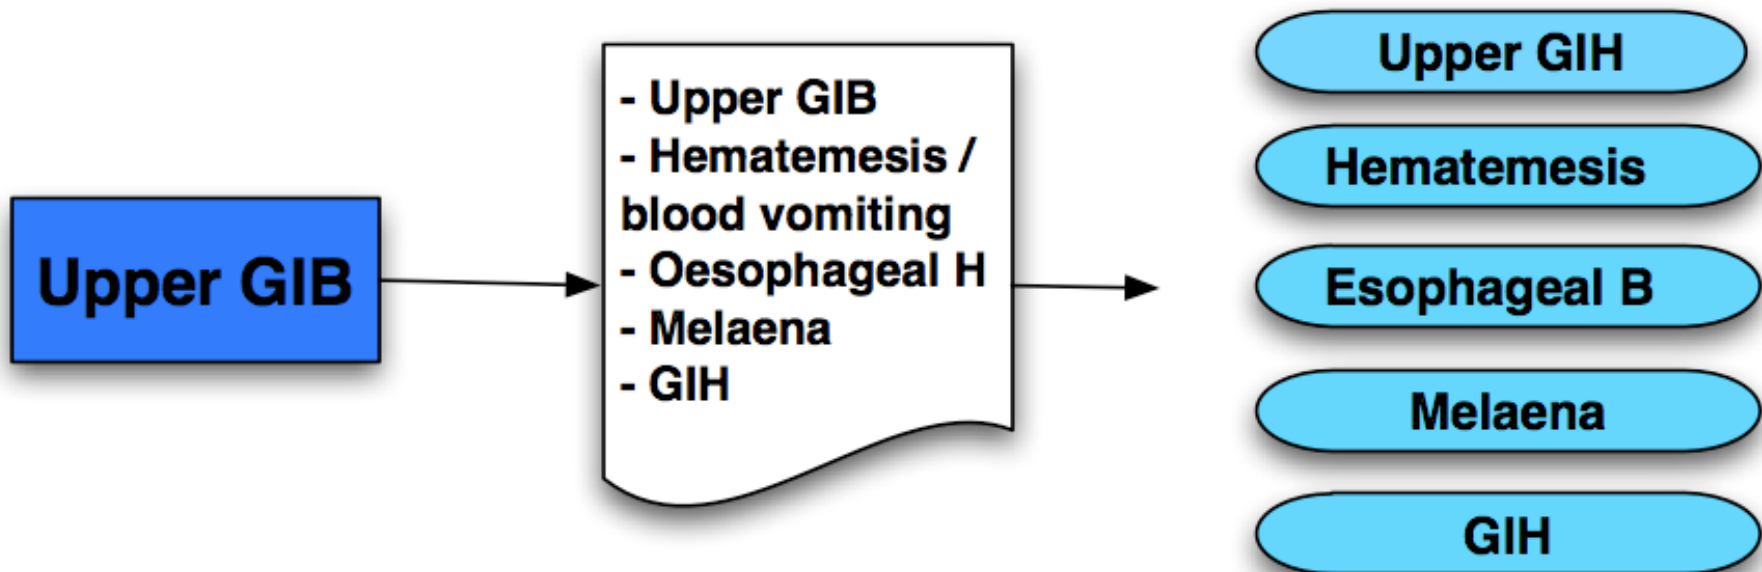 Upper GIB
- Upper GIB
- Hematemesis /
blood vomiting
- Oesophageal H
- Melaena
- GIH
Upper GIH
Hematemesis
Esophageal B
Melaena
GIH